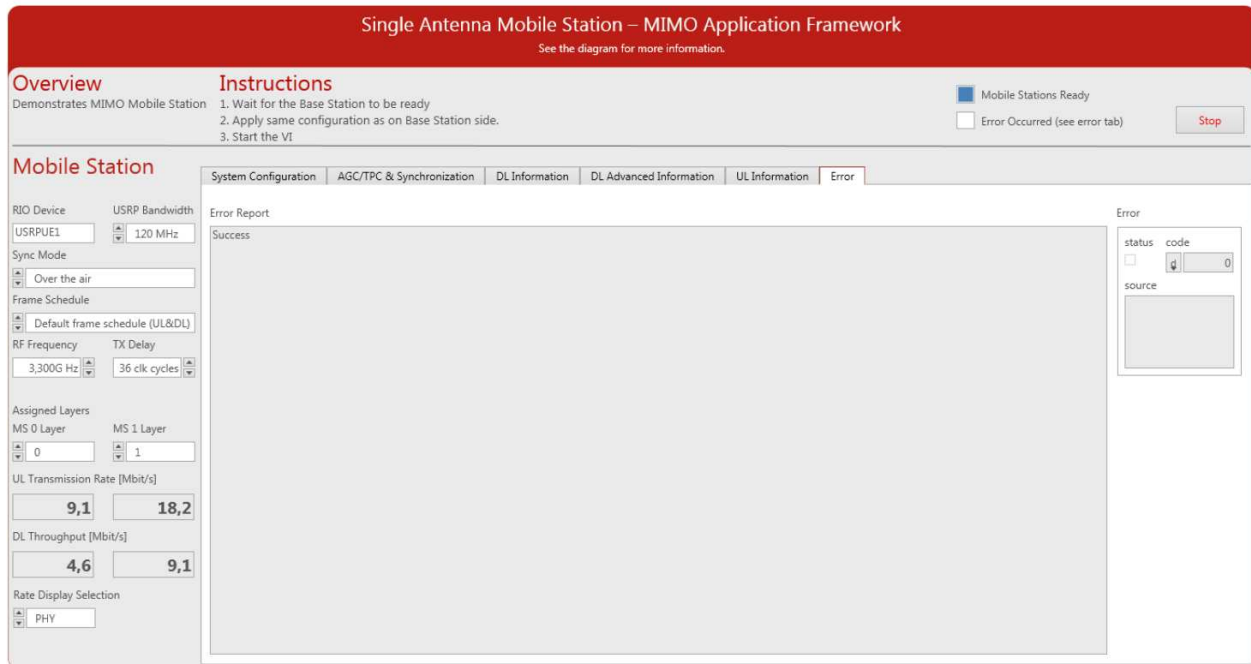 Single Antenna Mobile Station – MIMO Application Framework
See the diagram for more information.
Overview
Demonstrates MIMO Mobile Station
Instructions
1. Wait for the Base Station to be ready
2. Apply same configuration as on Base Station side.
3. Start the VI
Mobile Stations Ready
Error Occurred (see error tab)
Stop
Mobile Station
System Configuration
AGC/TPC & Synchronization
DL Information
DL Advanced Information
UL Information
Error
RIO Device
USRP Bandwidth
USRPUE1
120 MHz
Sync Mode
Over the air
Frame Schedule
Default frame schedule (UL&DL)
RF Frequency
TX Delay
3,300G Hz
36 clk cycles
Assigned Layers
MS 0 Layer
MS 1 Layer
0
1
UL Transmission Rate [Mbit/s]
9,1
18,2
DL Throughput [Mbit/s]
4,6
9,1
Rate Display Selection
PHY
Error Report
Success
Error
status
code
d
0
source